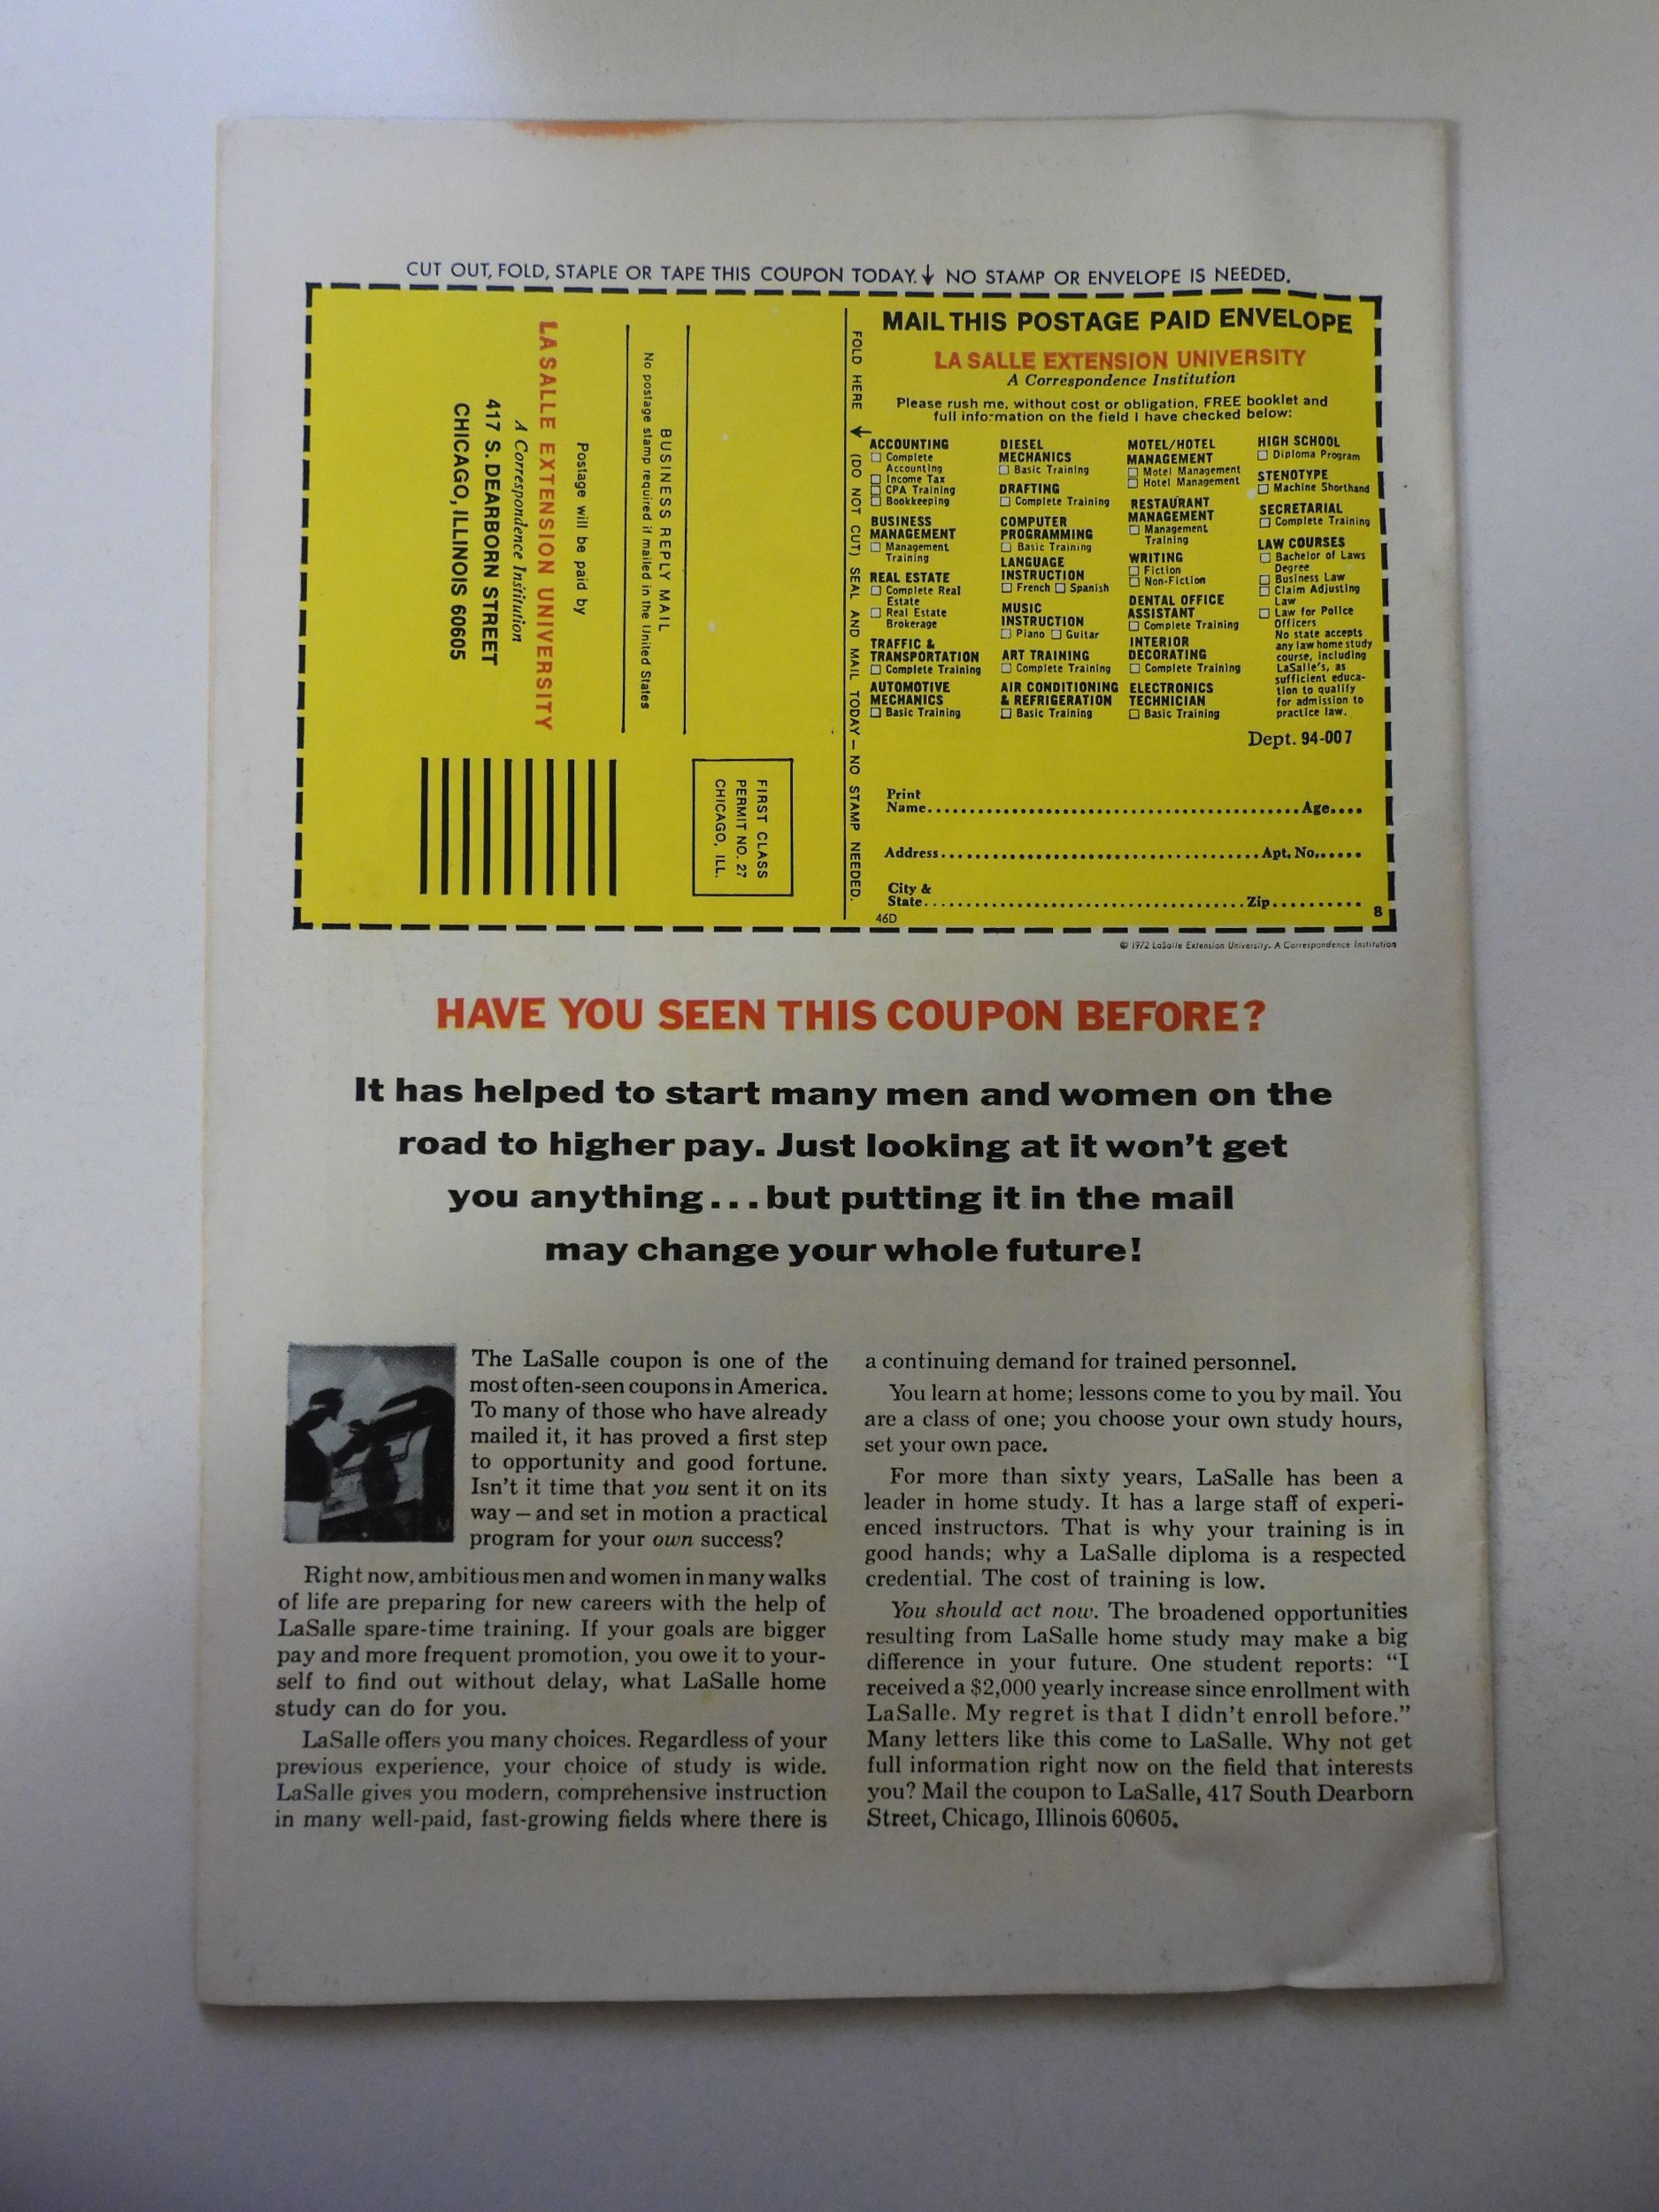 CUT OUT, FOLD, STAPLE OR TAPE THIS COUPON TODAY.↓ NO STAMP OR ENVELOPE IS NEEDED.
BUSINESS REPLY MAIL
No postage stamp required if mailed in the United States
Postage will be paid by
LA SALLE EXTENSION UNIVERSITY
A Correspondence Institution
417 S. DEARBORN STREET
CHICAGO, ILLINOIS 60605
FIRST CLASS
PERMIT NO. 27
CHICAGO, ILL.
FOLD HERE ← (DO NOT CUT) SEAL AND MAIL TODAY — NO STAMP NEEDED.
MAIL THIS POSTAGE PAID ENVELOPE
LA SALLE EXTENSION UNIVERSITY
A Correspondence Institution
Please rush me, without cost or obligation, FREE booklet and
full information on the field I have checked below:
ACCOUNTING
☐ Complete
Accounting
☐ Income Tax
☐ CPA Training
☐ Bookkeeping
BUSINESS
MANAGEMENT
☐ Management
Training
REAL ESTATE
☐ Complete Real
Estate
☐ Real Estate
Brokerage
TRAFFIC &
TRANSPORTATION
☐ Complete Training
AUTOMOTIVE
MECHANICS
☐ Basic Training
DIESEL
MECHANICS
☐ Basic Training
DRAFTING
☐ Complete Training
COMPUTER
PROGRAMMING
☐ Basic Training
LANGUAGE
INSTRUCTION
☐ French ☐ Spanish
MUSIC
INSTRUCTION
☐ Piano ☐ Guitar
ART TRAINING
☐ Complete Training
AIR CONDITIONING
& REFRIGERATION
☐ Basic Training
MOTEL/HOTEL
MANAGEMENT
☐ Motel Management
☐ Hotel Management
RESTAURANT
MANAGEMENT
☐ Management
Training
WRITING
☐ Fiction
☐ Non-Fiction
DENTAL OFFICE
ASSISTANT
☐ Complete Training
INTERIOR
DECORATING
☐ Complete Training
ELECTRONICS
TECHNICIAN
☐ Basic Training
HIGH SCHOOL
☐ Diploma Program
STENOTYPE
☐ Machine Shorthand
SECRETARIAL
☐ Complete Training
LAW COURSES
☐ Bachelor of Laws
Degree
☐ Business Law
☐ Claim Adjusting
Law
☐ Law for Police
Officers
No state accepts
any law home study
course, including
LaSalle's, as
sufficient educa-
tion to qualify
for admission to
practice law.
Dept. 94-007
Print
Name.......... Age....
Address.......... Apt. No......
City &
State.......... Zip..........
46D
8
© 1972 LaSalle Extension University. A Correspondence Institution
HAVE YOU SEEN THIS COUPON BEFORE?
It has helped to start many men and women on the
road to higher pay. Just looking at it won't get
you anything...but putting it in the mail
may change your whole future!
The LaSalle coupon is one of the
most often-seen coupons in America.
To many of those who have already
mailed it, it has proved a first step
to opportunity and good fortune.
Isn't it time that you sent it on its
way – and set in motion a practical
program for your own success?
Right now, ambitious men and women in many walks
of life are preparing for new careers with the help of
LaSalle spare-time training. If your goals are bigger
pay and more frequent promotion, you owe it to your-
self to find out without delay, what LaSalle home
study can do for you.
LaSalle offers you many choices. Regardless of your
previous experience, your choice of study is wide.
LaSalle gives you modern, comprehensive instruction
in many well-paid, fast-growing fields where there is
a continuing demand for trained personnel.
You learn at home; lessons come to you by mail. You
are a class of one; you choose your own study hours,
set your own pace.
For more than sixty years, LaSalle has been a
leader in home study. It has a large staff of experi-
enced instructors. That is why your training is in
good hands; why a LaSalle diploma is a respected
credential. The cost of training is low.
You should act now. The broadened opportunities
resulting from LaSalle home study may make a big
difference in your future. One student reports: "I
received a $2,000 yearly increase since enrollment with
LaSalle. My regret is that I didn't enroll before."
Many letters like this come to LaSalle. Why not get
full information right now on the field that interests
you? Mail the coupon to LaSalle, 417 South Dearborn
Street, Chicago, Illinois 60605.